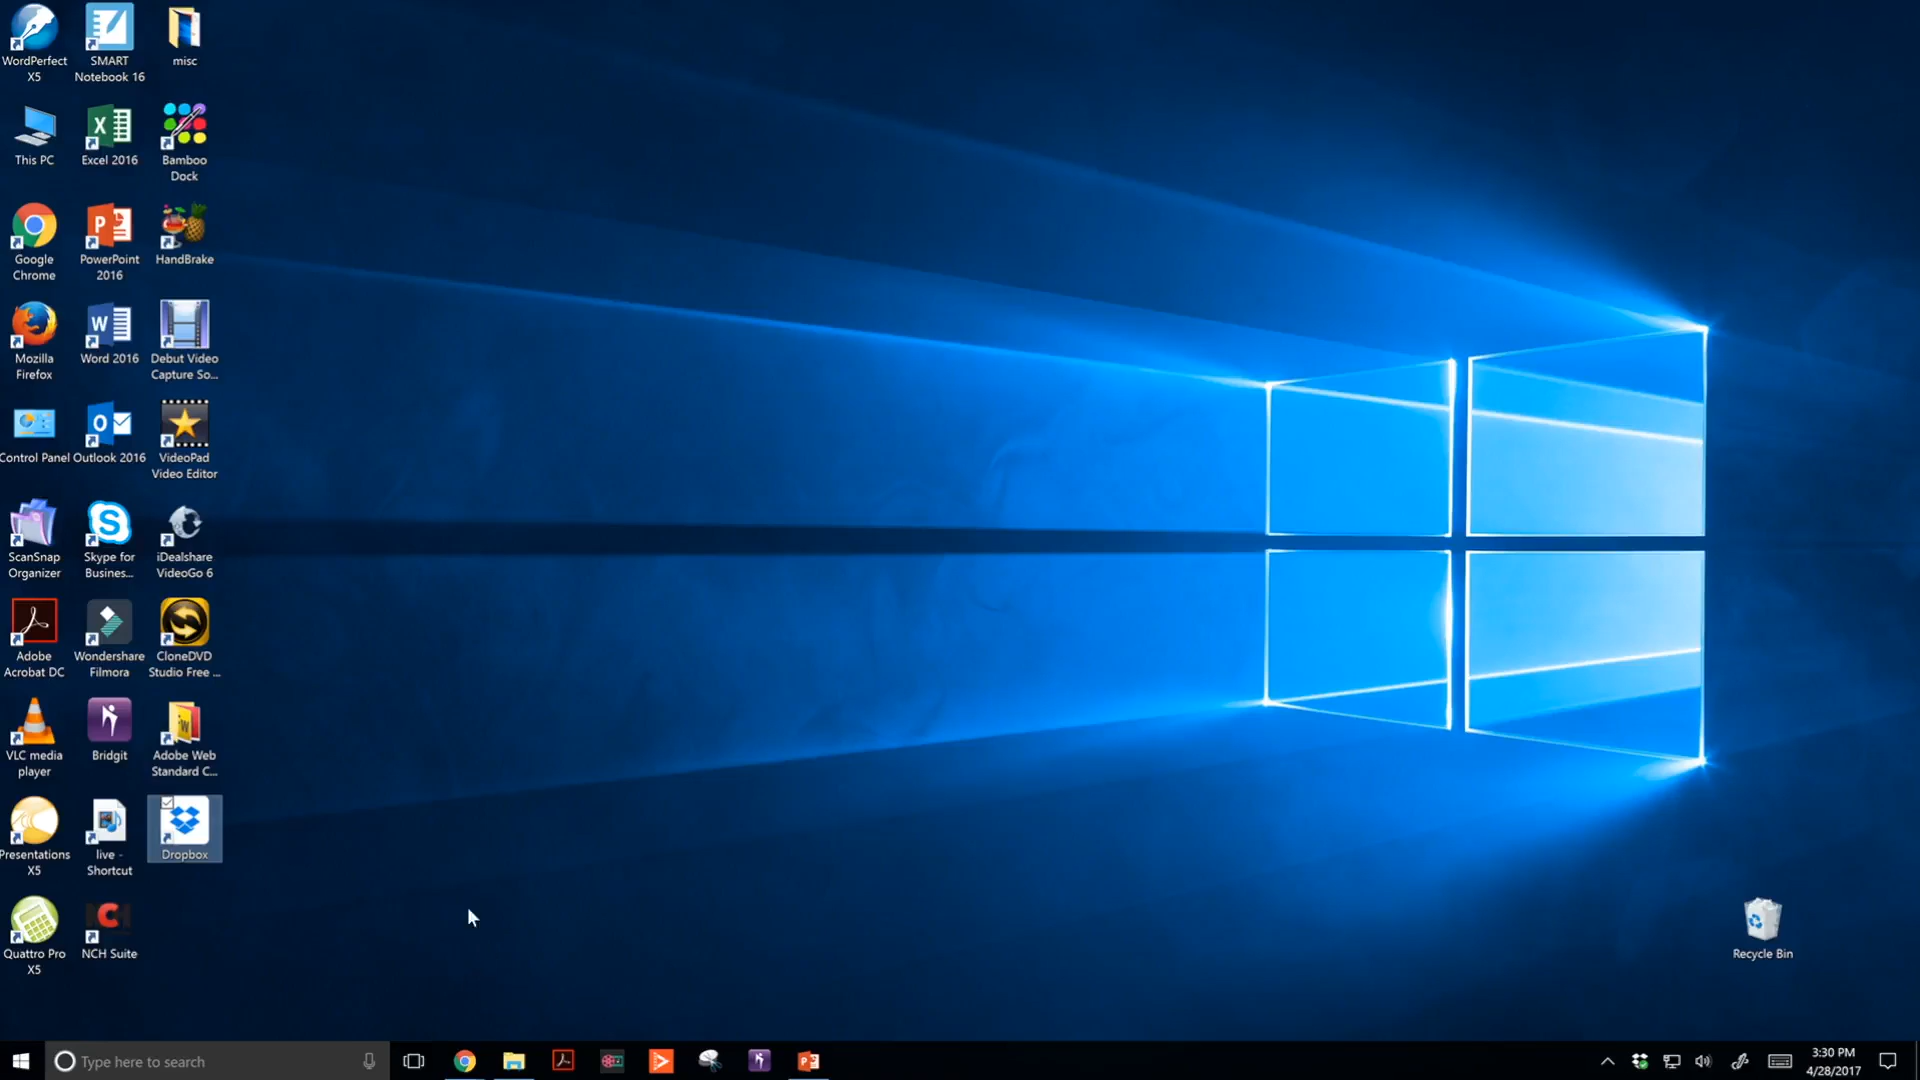 WordPerfect
X5
SMART
Notebook 16
misc
This PC
Excel 2016
Bamboo
Dock
Google
Chrome
PowerPoint
2016
HandBrake
Mozilla
Firefox
Word 2016
Debut Video
Capture So...
Control Panel
Outlook 2016
VideoPad
Video Editor
ScanSnap
Organizer
Skype for
Busines...
iDealshare
VideoGo 6
Adobe
Acrobat DC
Wondershare
Filmora
CloneDVD
Studio Free ...
VLC media
player
Bridgit
Adobe Web
Standard C...
Presentations
X5
live -
Shortcut
Dropbox
Quattro Pro
X5
NCH Suite
Recycle Bin
Type here to search
3:30 PM
4/28/2017